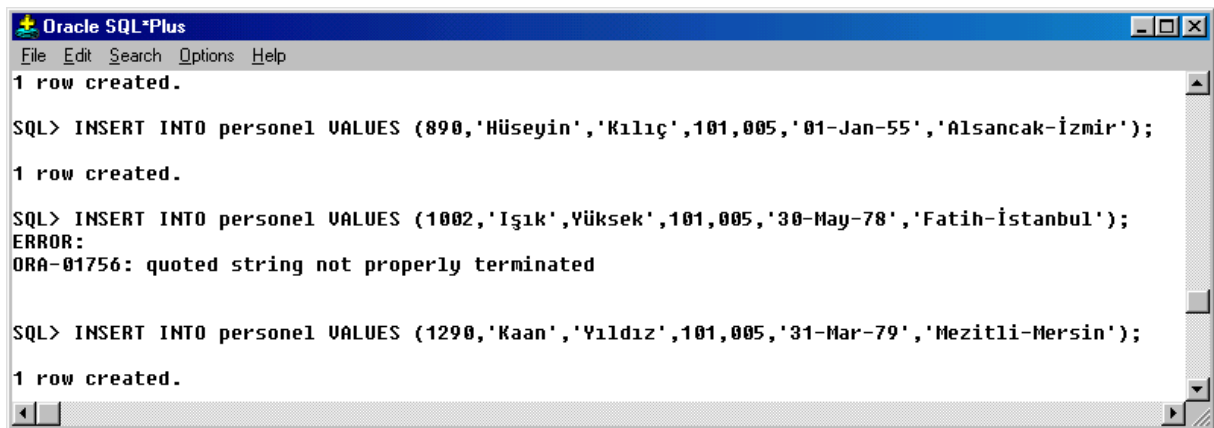 Oracle SQL*Plus
File Edit Search Options Help
1 row created.
SQL> INSERT INTO personel VALUES (890,'Hüseyin','Kılıç',101,005,'01-Jan-55','Alsancak-İzmir');
1 row created.
SQL> INSERT INTO personel VALUES (1002,'Işık',Yüksek',101,005,'30-May-78','Fatih-İstanbul');
ERROR:
ORA-01756: quoted string not properly terminated
SQL> INSERT INTO personel VALUES (1290,'Kaan','Yıldız',101,005,'31-Mar-79','Mezitli-Mersin');
1 row created.